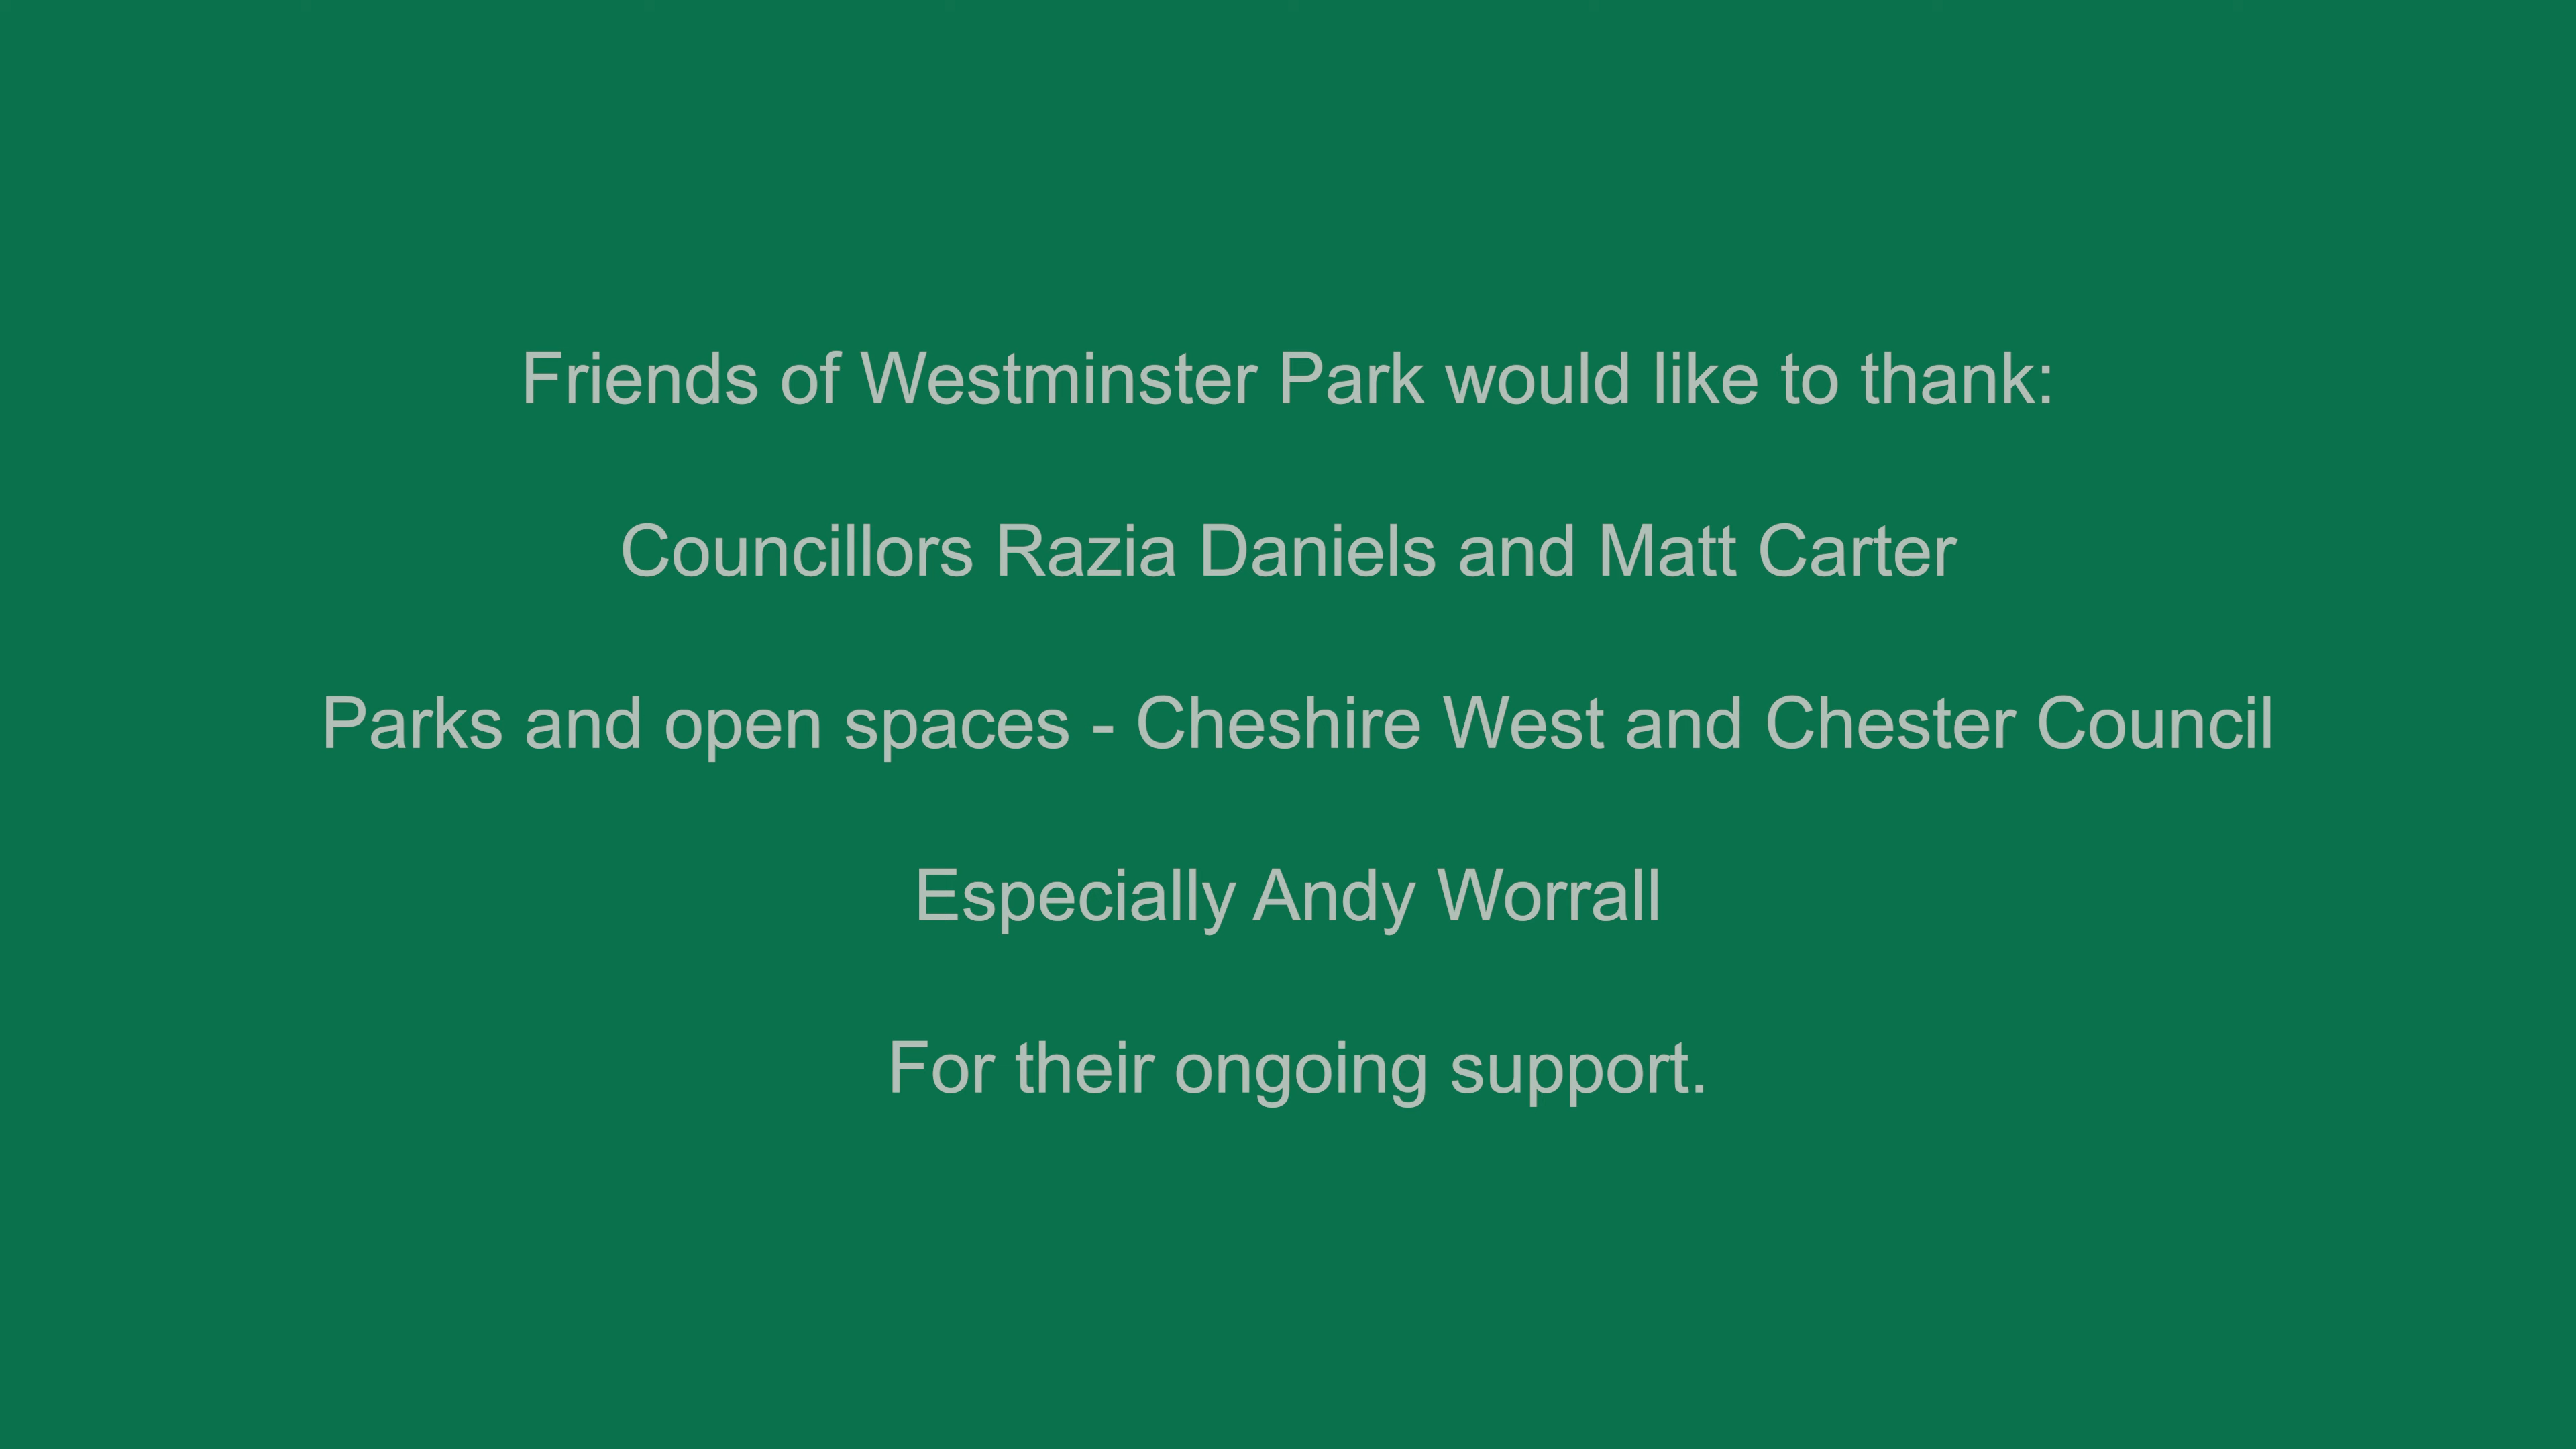 Friends of Westminster Park would like to thank:
Councillors Razia Daniels and Matt Carter
Parks and open spaces - Cheshire West and Chester Council
Especially Andy Worrall
For their ongoing support.